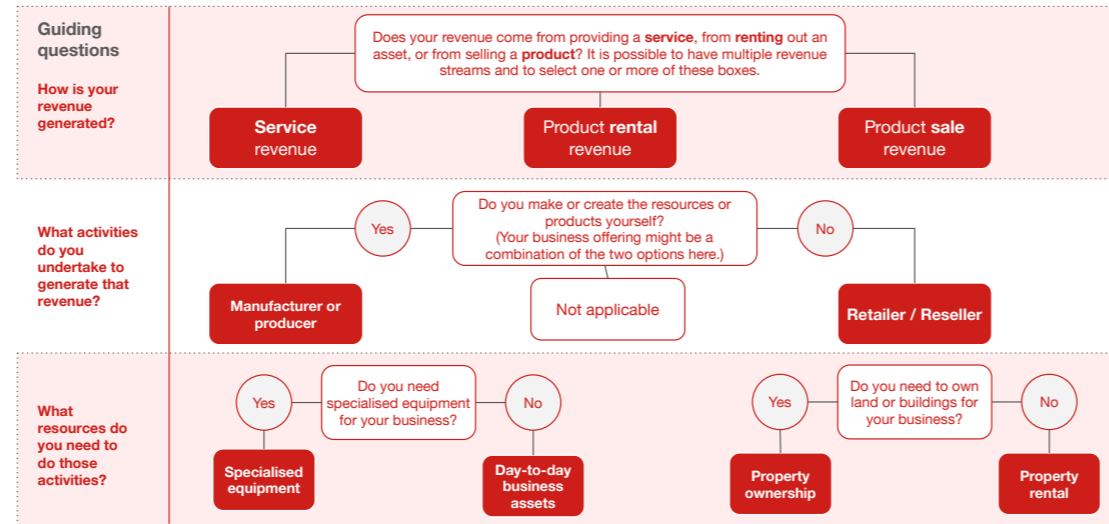 Guiding
questions
How is your
revenue
generated?
Does your revenue come from providing a service, from renting out an
asset, or from selling a product? It is possible to have multiple revenue
streams and to select one or more of these boxes.
Service
revenue
Product rental
revenue
Product sale
revenue
What activities
do you
undertake to
generate that
revenue?
Yes
Do you make or create the resources or
products yourself?
(Your business offering might be a
combination of the two options here.)
No
Manufacturer or
producer
Not applicable
Retailer / Reseller
What
resources do
you need to
do those
activities?
Yes
Do you need
specialised equipment
for your business?
No
Specialised
equipment
Day-to-day
business
assets
Yes
Do you need to own
land or buildings for
your business?
No
Property
ownership
Property
rental